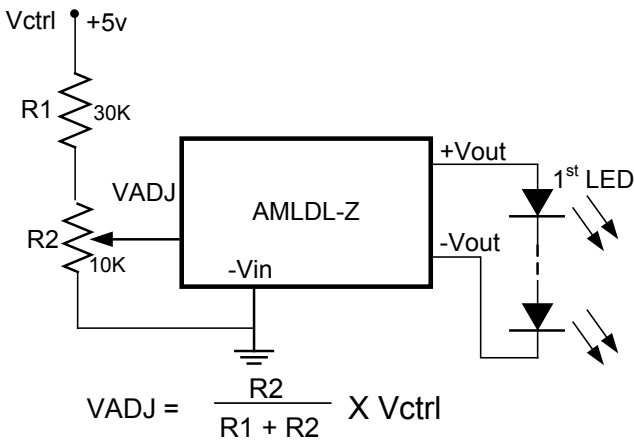 Vctrl +5v
R1 30K
+Vout
1st LED
VADJ
AMLDL-Z
R2 10K
-Vout
-Vin
VADJ = R2 / R1 + R2 X Vctrl